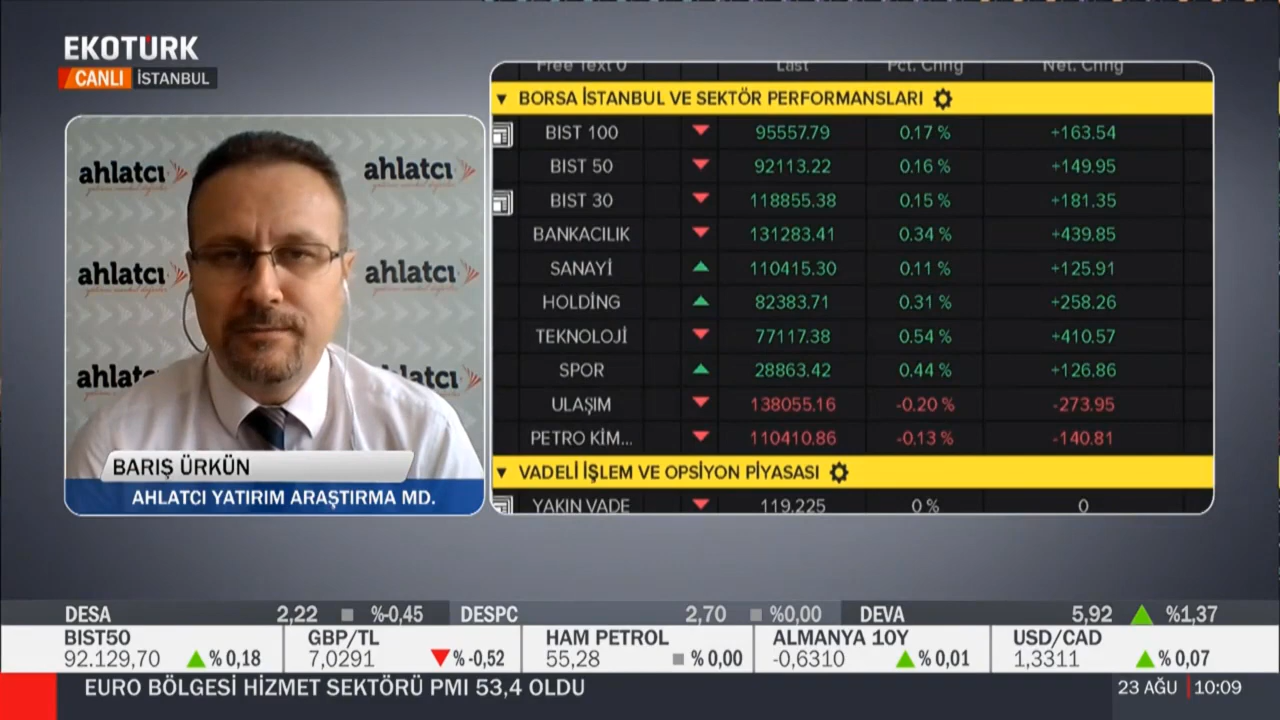 EKOTÜRK
CANLI İSTANBUL
Free Text 0 Last Pct. Chng Net. Chng
BORSA İSTANBUL VE SEKTÖR PERFORMANSLARI
BIST 100 95557.79 0.17 % +163.54
BIST 50 92113.22 0.16 % +149.95
BIST 30 118855.38 0.15 % +181.35
BANKACILIK 131283.41 0.34 % +439.85
SANAYİ 110415.30 0.11 % +125.91
HOLDİNG 82383.71 0.31 % +258.26
TEKNOLOJİ 77117.38 0.54 % +410.57
SPOR 28863.42 0.44 % +126.86
ULAŞIM 138055.16 -0.20 % -273.95
PETRO KİM... 110410.86 -0.13 % -140.81
VADELİ İŞLEM VE OPSİYON PİYASASI
YAKIN VADE 119.225 0 % 0
ahlatcı ahlatcı
ahlatcı ahlatcı
BARIŞ ÜRKÜN
AHLATCI YATIRIM ARAŞTIRMA MD.
DESA 2,22 %-0,45 DESPC 2,70 %0,00 DEVA 5,92 %1,37
BIST50 GBP/TL HAM PETROL ALMANYA 10Y USD/CAD
92.129,70 % 0,18 7,0291 % -0,52 55,28 % 0,00 -0,6310 % 0,01 1,3311 % 0,07
EURO BÖLGESİ HİZMET SEKTÖRÜ PMI 53,4 OLDU
23 AĞU 10:09